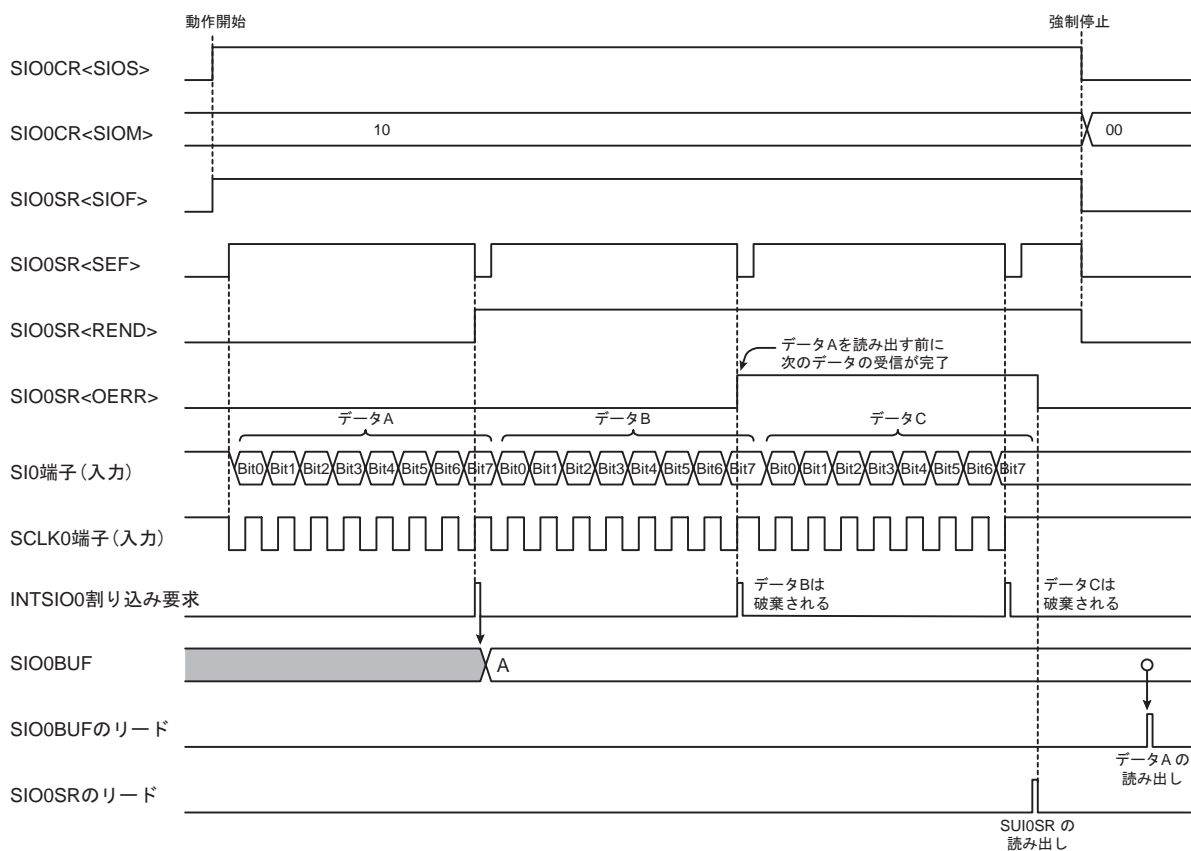 動作開始
強制停止
SIO0CR<SIOS>
SIO0CR<SIOM>
10
00
SIO0SR<SIOF>
SIO0SR<SEF>
SIO0SR<REND>
データAを読み出す前に
次のデータの受信が完了
SIO0SR<OERR>
データA
データB
データC
SI0端子(入力)
Bit0 Bit1 Bit2 Bit3 Bit4 Bit5 Bit6 Bit7 Bit0 Bit1 Bit2 Bit3 Bit4 Bit5 Bit6 Bit7 Bit0 Bit1 Bit2 Bit3 Bit4 Bit5 Bit6 Bit7
SCLK0端子(入力)
INTSIO0割り込み要求
データBは
破棄される
データCは
破棄される
SIO0BUF
A
SIO0BUFのリード
データA の
読み出し
SIO0SRのリード
SUI0SR の
読み出し